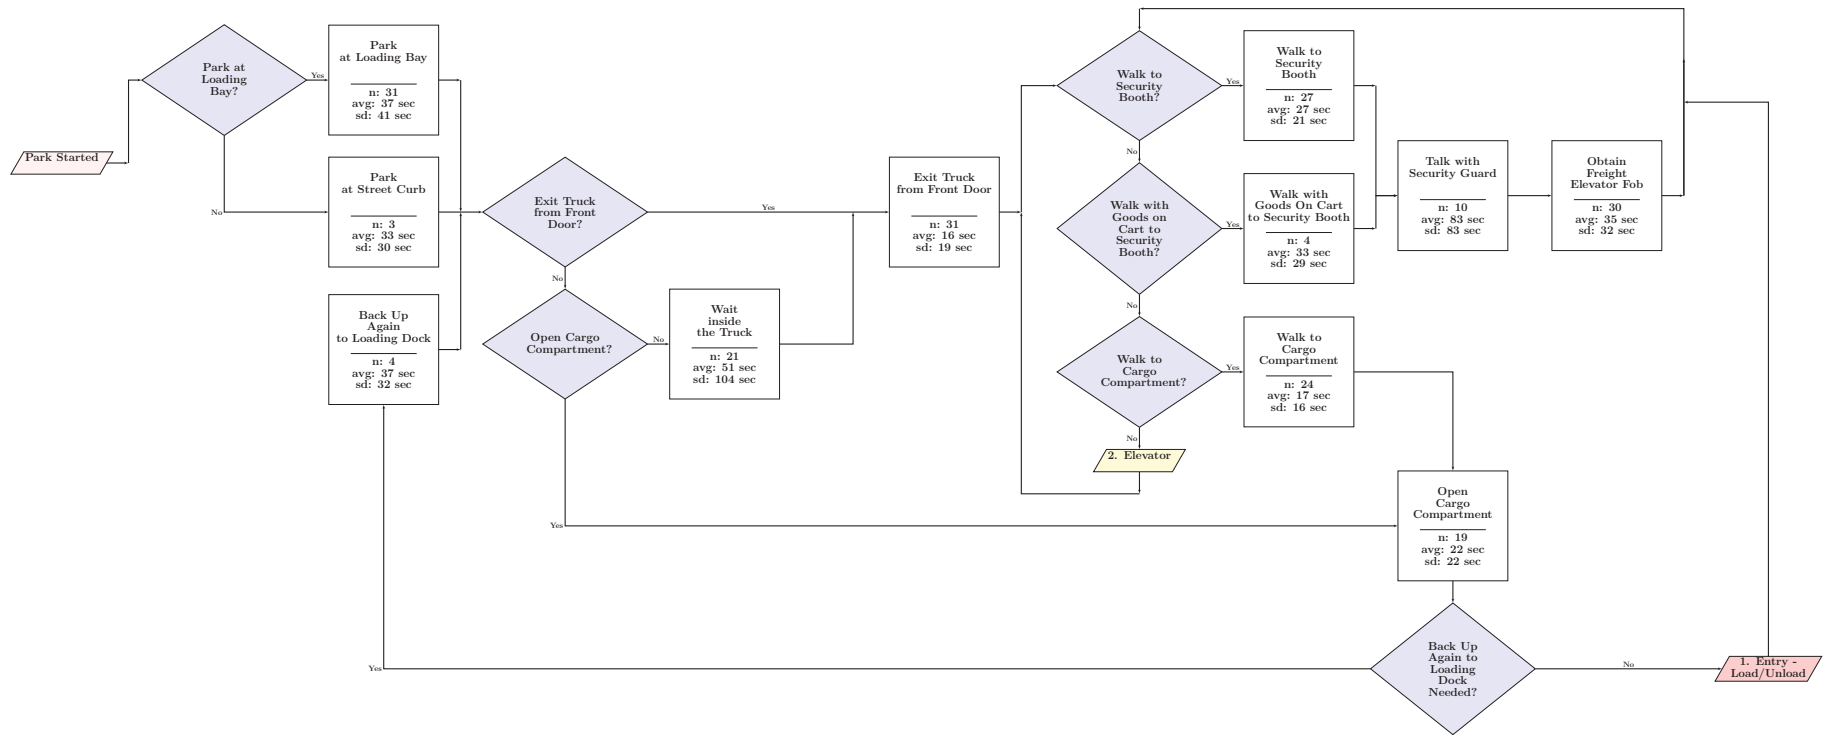 Park Started
Park at
Loading
Bay?
Yes
No
Park
at Loading Bay
n: 31
avg: 37 sec
sd: 41 sec
Park
at Street Curb
n: 3
avg: 33 sec
sd: 30 sec
Back Up
Again
to Loading Dock
n: 4
avg: 37 sec
sd: 32 sec
Exit Truck
from Front
Door?
Yes
No
Open Cargo
Compartment?
No
Yes
Wait
inside
the Truck
n: 21
avg: 51 sec
sd: 104 sec
Exit Truck
from Front Door
n: 31
avg: 16 sec
sd: 19 sec
Walk to
Security
Booth?
Yes
No
Walk to
Security
Booth
n: 27
avg: 27 sec
sd: 21 sec
Walk with
Goods on
Cart to
Security
Booth?
Yes
No
Walk with
Goods On Cart
to Security Booth
n: 4
avg: 33 sec
sd: 29 sec
Talk with
Security Guard
n: 10
avg: 83 sec
sd: 83 sec
Obtain
Freight
Elevator Fob
n: 30
avg: 35 sec
sd: 32 sec
Walk to
Cargo
Compartment?
Yes
No
Walk to
Cargo
Compartment
n: 24
avg: 17 sec
sd: 16 sec
2. Elevator
Open
Cargo
Compartment
n: 19
avg: 22 sec
sd: 22 sec
Back Up
Again to
Loading
Dock
Needed?
Yes
No
1. Entry -
Load/Unload